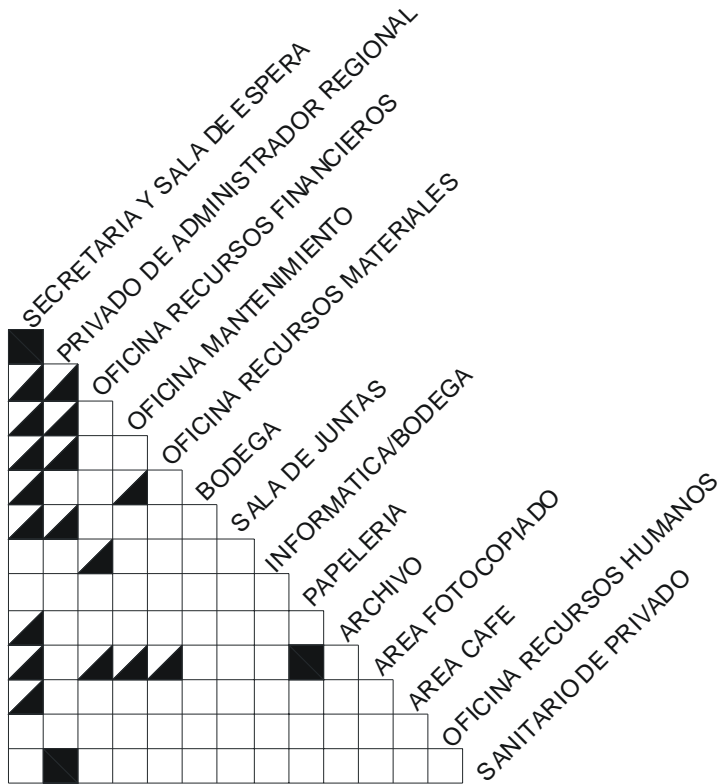 SECRETARIA Y SALA DE ESPERA
PRIVADO DE ADMINISTRADOR REGIONAL
OFICINA RECURSOS FINANCIEROS
OFICINA MANTENIMIENTO
OFICINA RECURSOS MATERIALES
BODEGA
SALA DE JUNTAS
INFORMATICA/BODEGA
PAPELERIA
ARCHIVO
AREA FOTOCOPIADO
AREA CAFE
OFICINA RECURSOS HUMANOS
SANITARIO DE PRIVADO